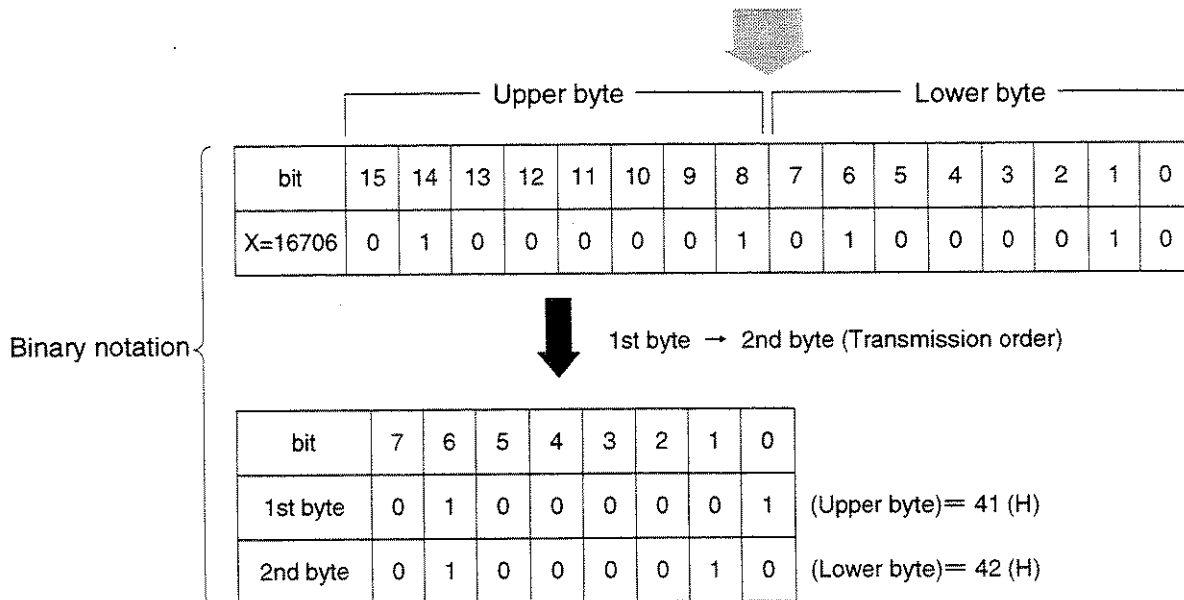 Upper byte Lower byte
bit 15 14 13 12 11 10 9 8 7 6 5 4 3 2 1 0
X=16706 0 1 0 0 0 0 0 1 0 1 0 0 0 0 1 0
Binary notation
1st byte → 2nd byte (Transmission order)
bit 7 6 5 4 3 2 1 0
1st byte 0 1 0 0 0 0 0 1 (Upper byte)= 41 (H)
2nd byte 0 1 0 0 0 0 1 0 (Lower byte)= 42 (H)